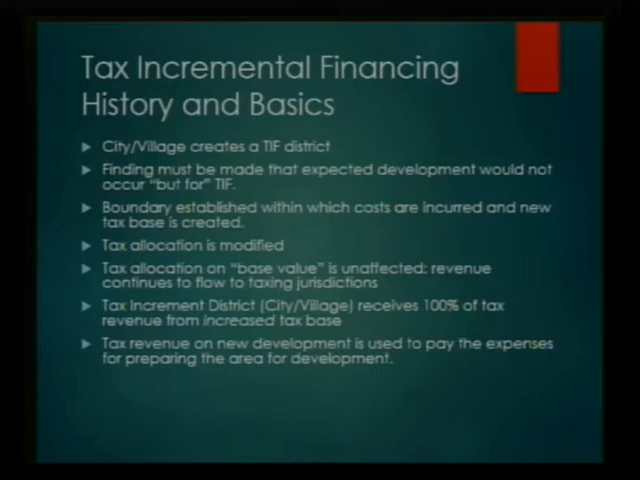 Tax Incremental Financing
History and Basics
City/Village creates a TIF district
Finding must be made that expected development would not
occur "but for" TIF.
Boundary established within which costs are incurred and new
tax base is created.
Tax allocation is modified
Tax allocation on "base value" is unaffected: revenue
continues to flow to taxing jurisdictions
Tax Increment District (City/Village) receives 100% of tax
revenue from increased tax base
Tax revenue on new development is used to pay the expenses
for preparing the area for development.